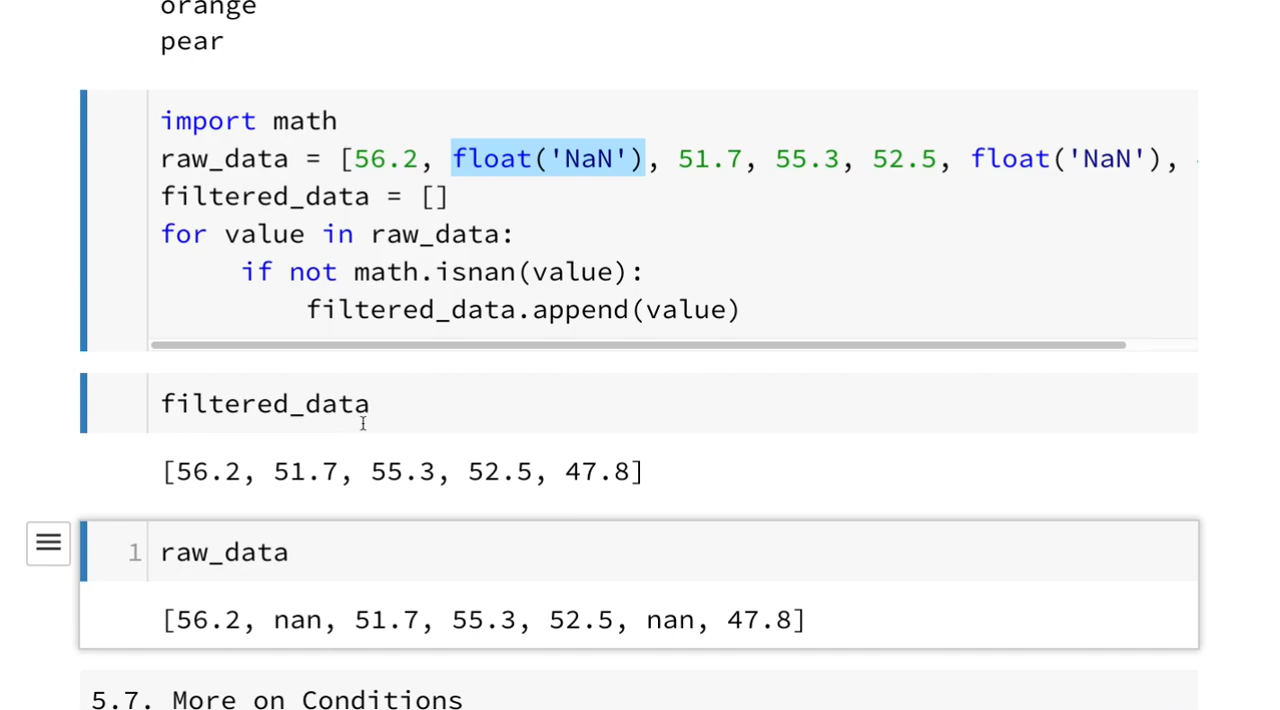 orange
pear
import math
raw_data = [56.2, float('NaN'), 51.7, 55.3, 52.5, float('NaN'),
filtered_data = []
for value in raw_data:
if not math.isnan(value):
filtered_data.append(value)
filtered_data
[56.2, 51.7, 55.3, 52.5, 47.8]
1 raw_data
[56.2, nan, 51.7, 55.3, 52.5, nan, 47.8]
5.7. More on Conditions